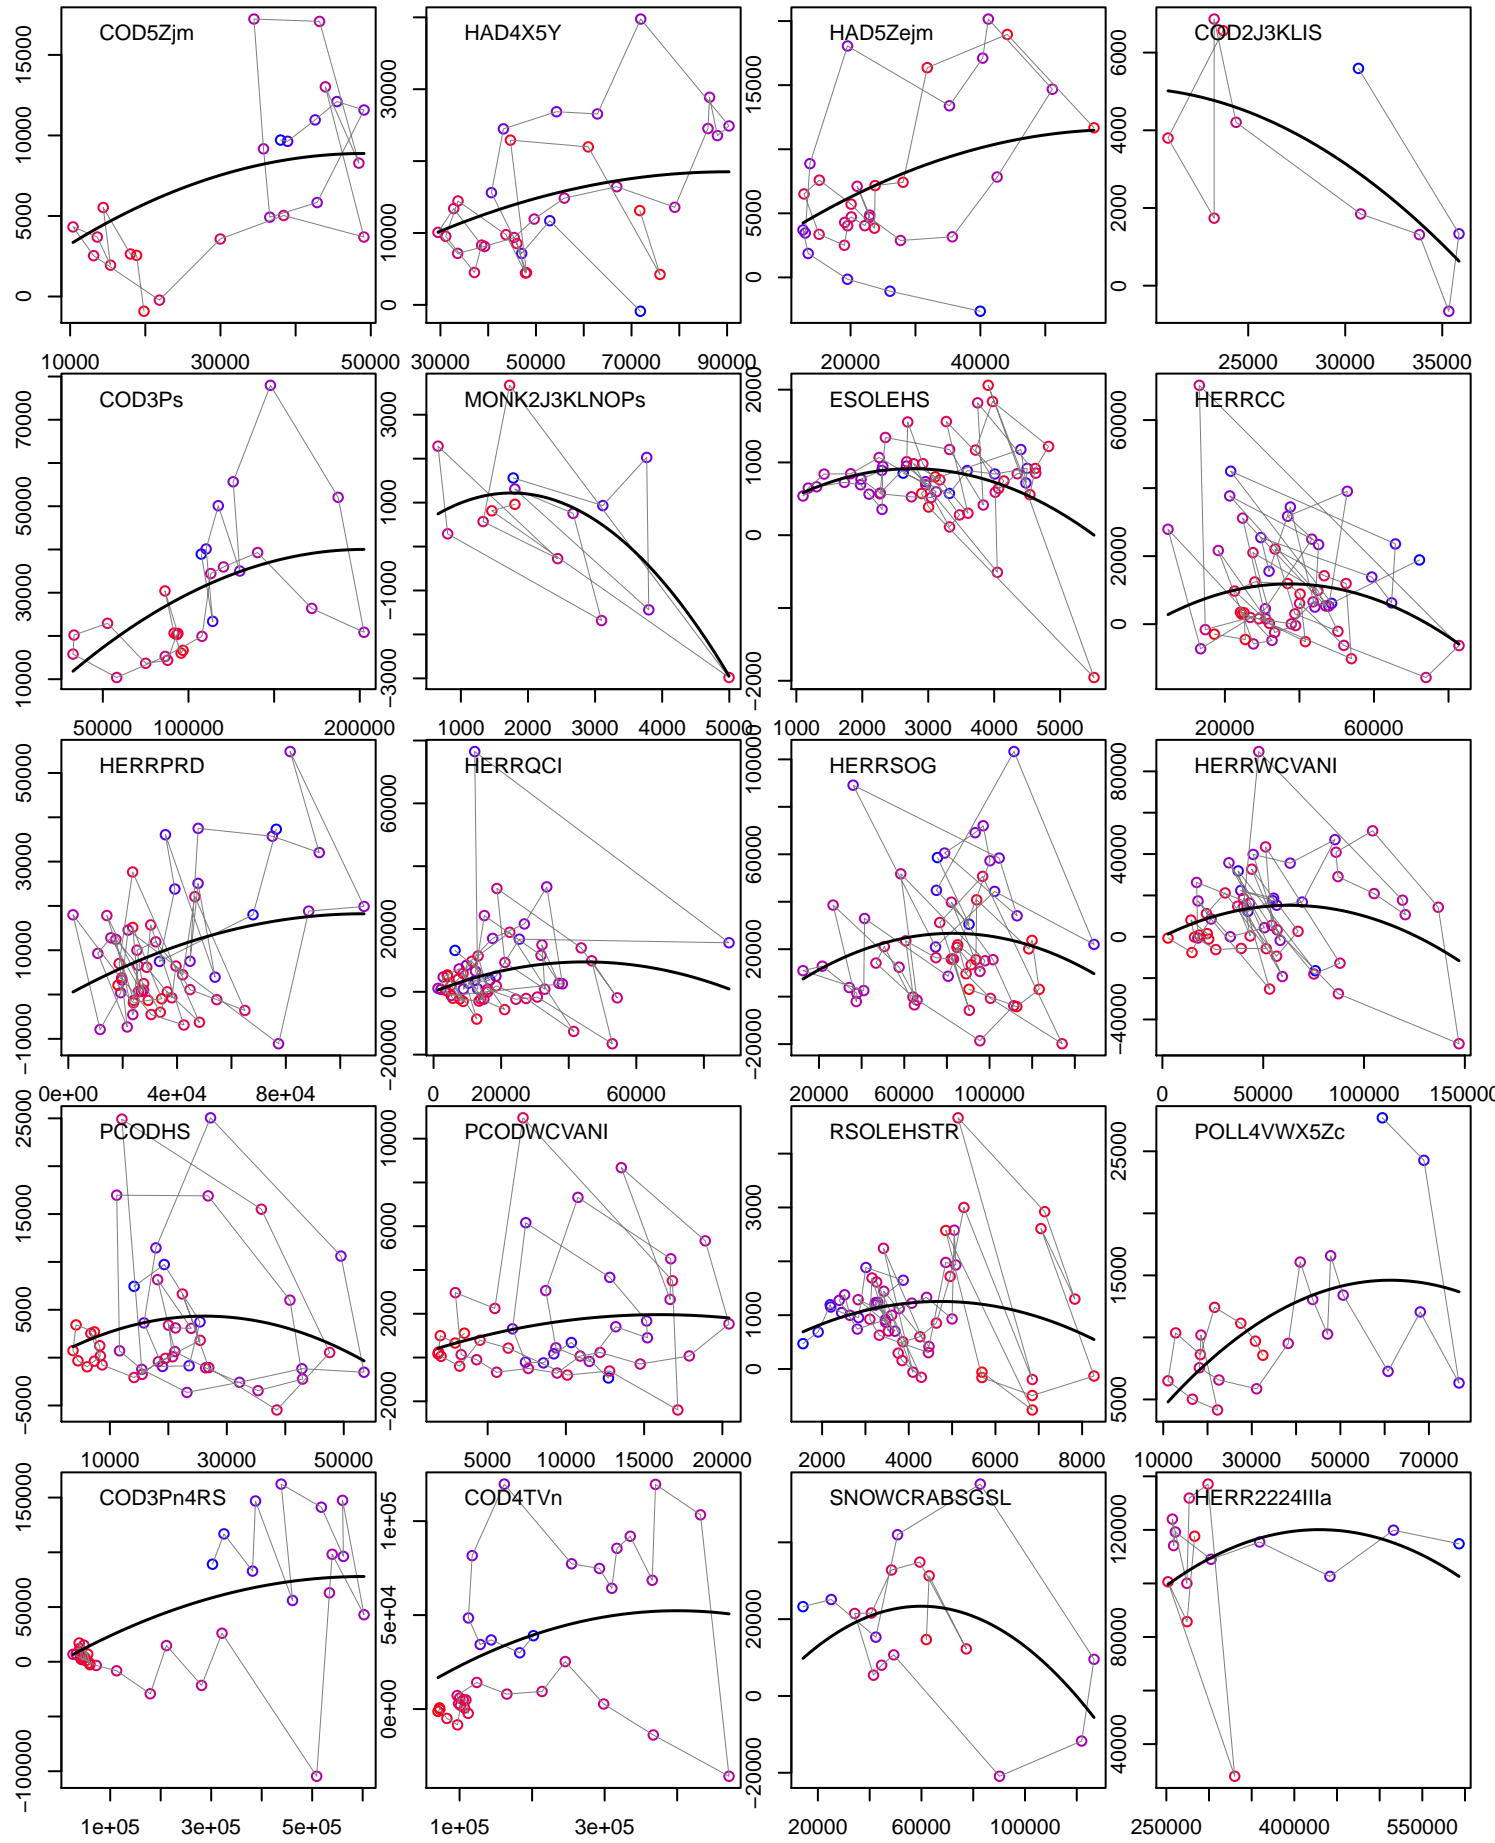 COD5Zjm
0 5000 10000 15000
10000 30000 50000
HAD4X5Y
10000 30000
0
30000 50000 70000 90000
HAD5Zejm
0 5000 15000
20000 40000
COD2J3KLIS
0 2000 4000 6000
25000 30000 35000
COD3Ps
10000 30000 50000 70000
50000 100000 200000
MONK2J3KLNOPs
-3000 -1000 1000 3000
1000 2000 3000 4000 5000
ESOLEHS
-2000 0 1000 2000
1000 2000 3000 4000 5000
HERRCC
0 20000 60000
20000 60000
HERRPRD
-10000 10000 30000 50000
0e+00 4e+04 8e+04
HERRQCI
-20000 0 20000 60000
0 20000 60000
HERRSOG
-20000 20000 60000 100000
20000 60000 100000
HERRWCVANI
-40000 0 40000 80000
0 50000 100000 150000
PCODHS
-5000 5000 15000 25000
10000 30000 50000
PCODWCVANI
-2000 2000 6000 10000
5000 10000 15000 20000
RSOLEHSTR
0 1000 3000
2000 4000 6000 8000
POLL4VWX5Zc
5000 15000 25000
10000 30000 50000 70000
COD3Pn4RS
-100000 0 50000 150000
1e+05 3e+05 5e+05
COD4TVn
0e+00 5e+04 1e+05
1e+05 3e+05
SNOWCRABSGSL
-20000 0 20000
20000 60000 100000
HERR2224IIIa
40000 80000 120000
250000 400000 550000